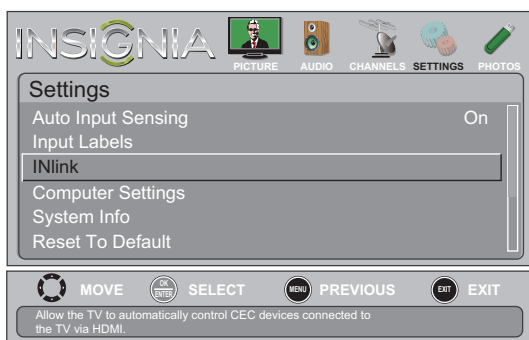 INSIGNIA
PICTURE AUDIO CHANNELS SETTINGS PHOTOS
Settings
Auto Input Sensing On
Input Labels
INlink
Computer Settings
System Info
Reset To Default
MOVE OK ENTER SELECT MENU PREVIOUS EXIT EXIT
Allow the TV to automatically control CEC devices connected to
the TV via HDMI.